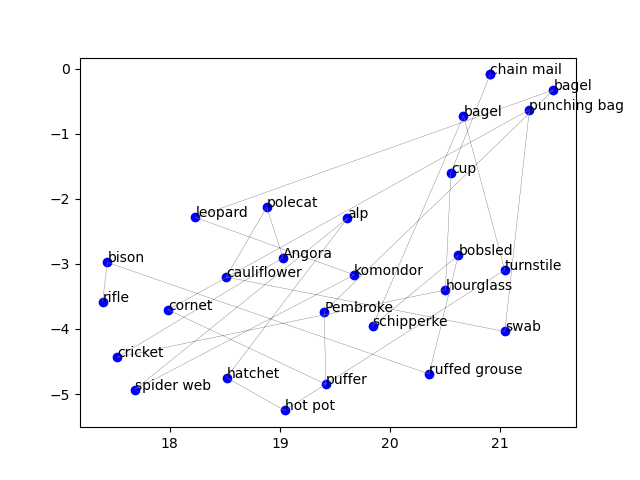 chain mail
bagel
punching bag
bagel
cup
leopard
polecat
alp
bison
Angora
bobsled
turnstile
cauliflower
komondor
rifle
cornet
hourglass
Pembroke
schipperke
swab
cricket
spider web
hatchet
puffer
ruffed grouse
hot pot
0
−1
−2
−3
−4
−5
18
19
20
21